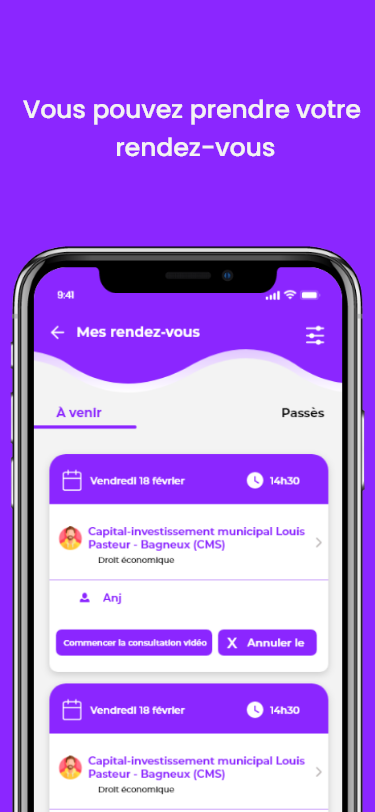 Vous pouvez prendre votre
rendez-vous
9:41
Mes rendez-vous
À venir
Passès
Vendredi 18 février
14h30
Capital-investissement municipal Louis
Pasteur - Bagneux (CMS)
Droit économique
Anj
Commencer la consultation vidéo
X Annuler le
Vendredi 18 février
14h30
Capital-investissement municipal Louis
Pasteur - Bagneux (CMS)
Droit économique